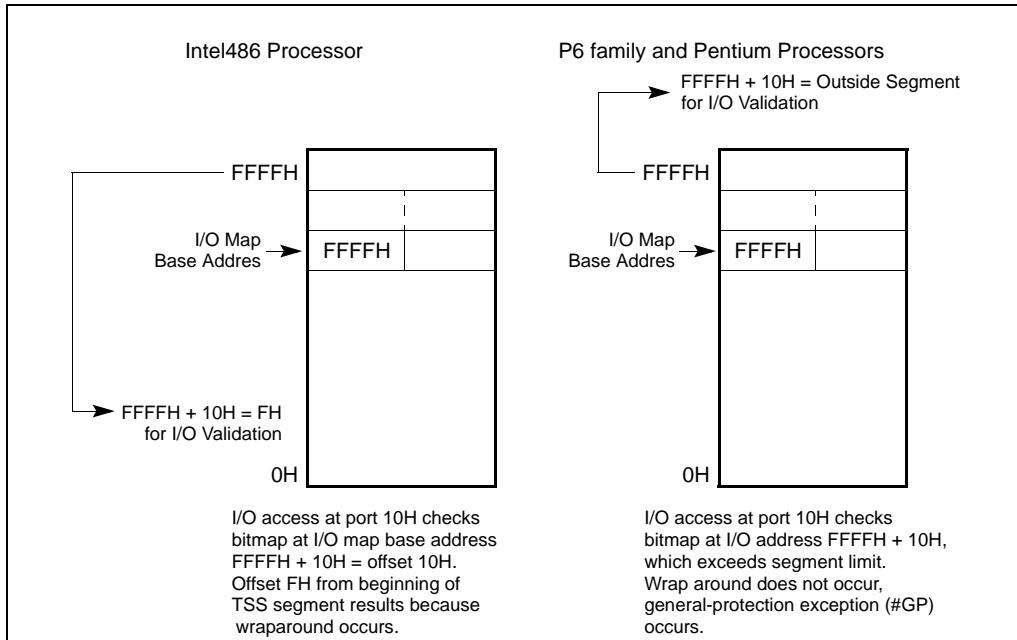 Intel486 Processor
FFFFH
I/O Map
Base Addres
FFFFH
FFFFH + 10H = FH
for I/O Validation
0H
I/O access at port 10H checks
bitmap at I/O map base address
FFFFH + 10H = offset 10H.
Offset FH from beginning of
TSS segment results because
wraparound occurs.
P6 family and Pentium Processors
FFFFH + 10H = Outside Segment
for I/O Validation
FFFFH
I/O Map
Base Addres
FFFFH
0H
I/O access at port 10H checks
bitmap at I/O address FFFFH + 10H,
which exceeds segment limit.
Wrap around does not occur,
general-protection exception (#GP)
occurs.